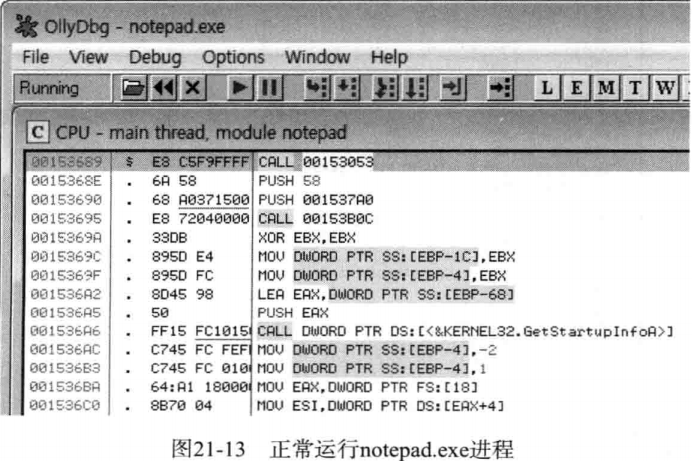 OllyDbg - notepad.exe
File View Debug Options Window Help
Running L E M T W
C CPU - main thread, module notepad
00153689 $ E8 C5F9FFFF CALL 00153053
0015368E . 6A 58 PUSH 58
00153690 . 68 A0371500 PUSH 001537A0
00153695 . E8 72040000 CALL 00153B0C
0015369A . 33DB XOR EBX,EBX
0015369C . 895D E4 MOV DWORD PTR SS:[EBP-1C],EBX
0015369F . 895D FC MOV DWORD PTR SS:[EBP-4],EBX
001536A2 . 8D45 98 LEA EAX,DWORD PTR SS:[EBP-68]
001536A5 . 50 PUSH EAX
001536A6 . FF15 FC1015 CALL DWORD PTR DS:[<&KERNEL32.GetStartupInfoA>]
001536AC . C745 FC FEF MOV DWORD PTR SS:[EBP-4],-2
001536B3 . C745 FC 010 MOV DWORD PTR SS:[EBP-4],1
001536BA . 64:A1 18000 MOV EAX,DWORD PTR FS:[18]
001536C0 . 8B70 04 MOV ESI,DWORD PTR DS:[EAX+4]
图21-13 正常运行notepad.exe进程